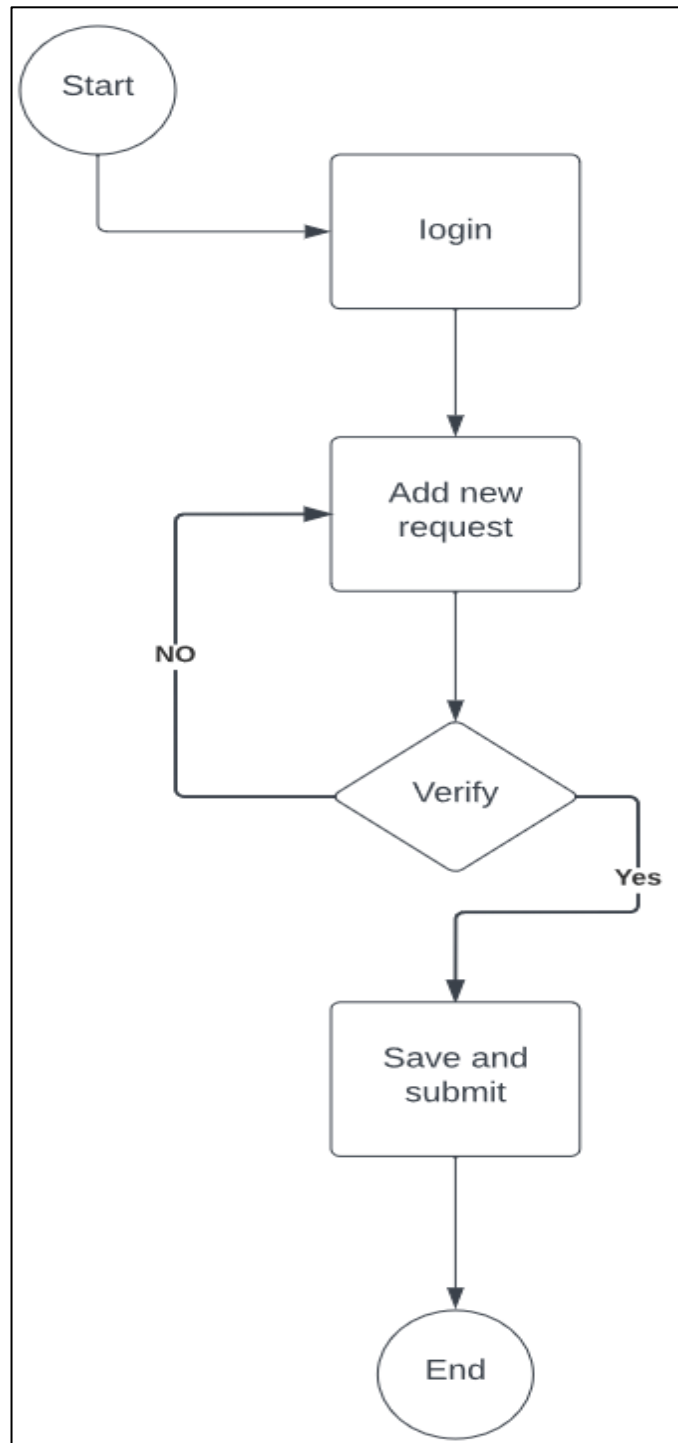 Start
login
Add new
request
NO
Verify
Yes
Save and
submit
End